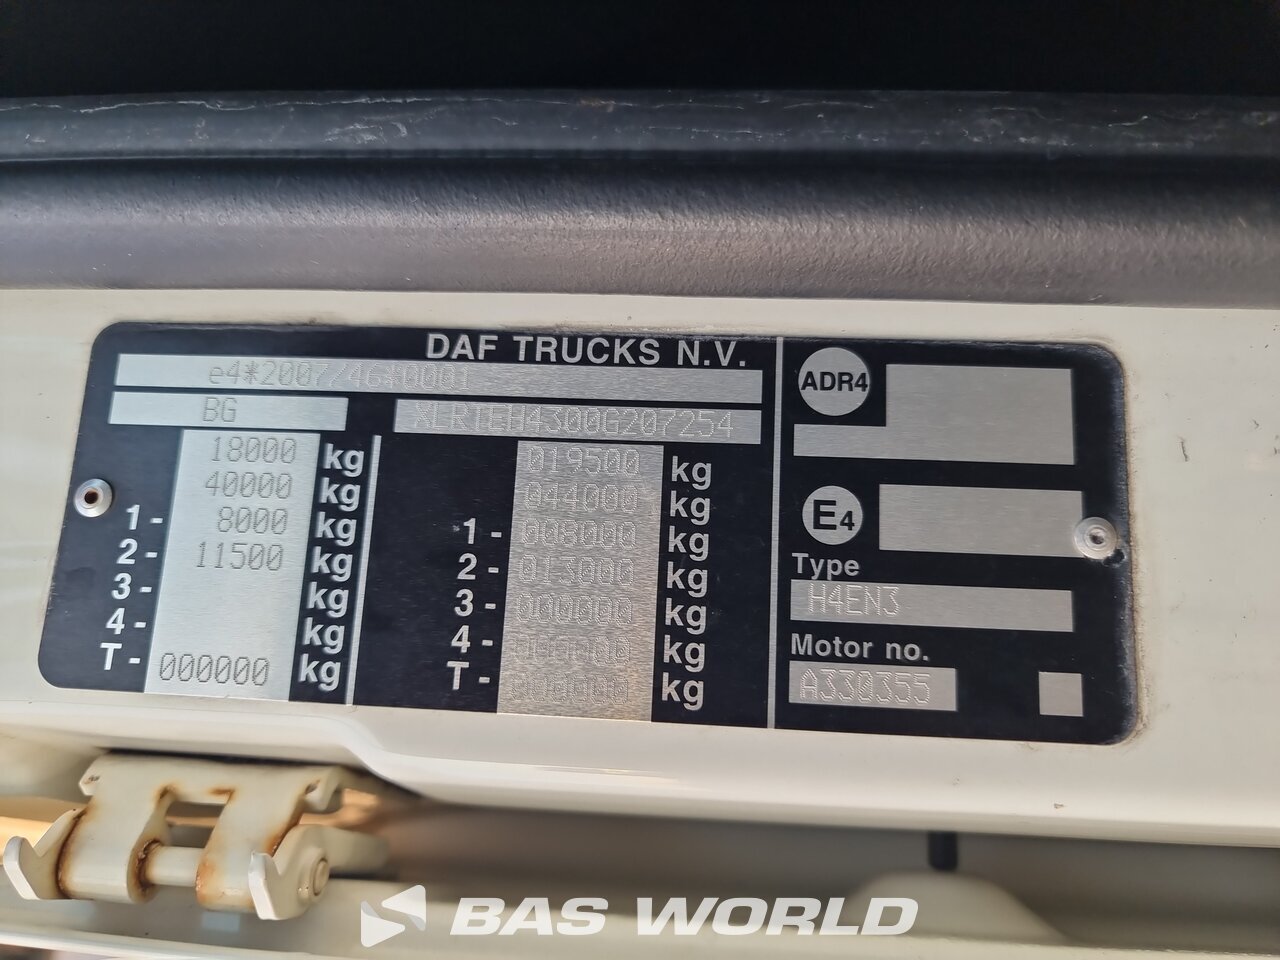 DAF TRUCKS N.V.
e4*2007/46*0001
BG XLRTEH4300G207254
18000 kg 019500 kg
40000 kg 044000 kg
1- 8000 kg 1- 008000 kg
2- 11500 kg 2- 013000 kg
3- kg 3- 000000 kg
4- kg 4- 000000 kg
T- 000000 kg T- 000000 kg
ADR4
E4
Type
H4EN3
Motor no.
A330355
BAS WORLD